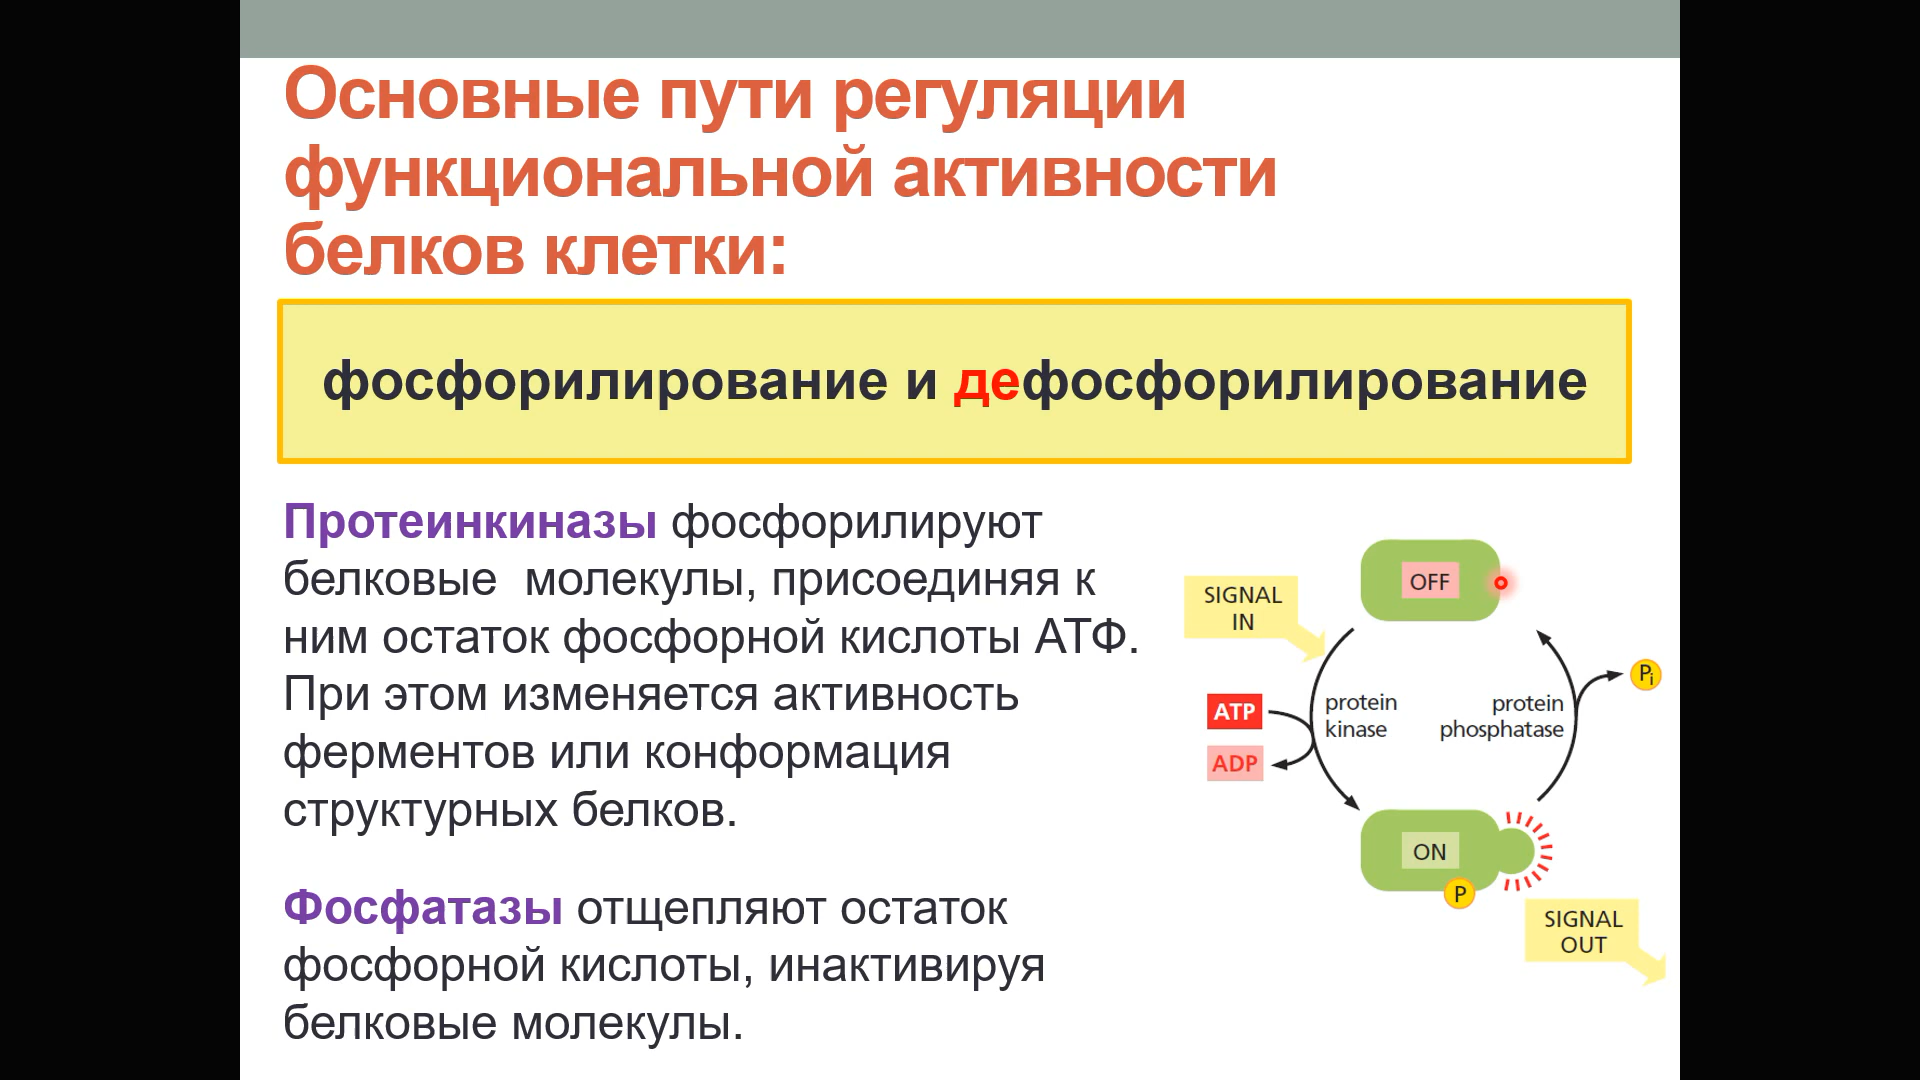 Основные пути регуляции
функциональной активности
белков клетки:
фосфорилирование и дефосфорилирование
Протеинкиназы фосфорилируют
белковые молекулы, присоединяя к
ним остаток фосфорной кислоты АТФ.
При этом изменяется активность
ферментов или конформация
структурных белков.
Фосфатазы отщепляют остаток
фосфорной кислоты, инактивируя
белковые молекулы.
OFF
SIGNAL
IN
Pi
ATP
ADP
protein
kinase
protein
phosphatase
ON
P
SIGNAL
OUT